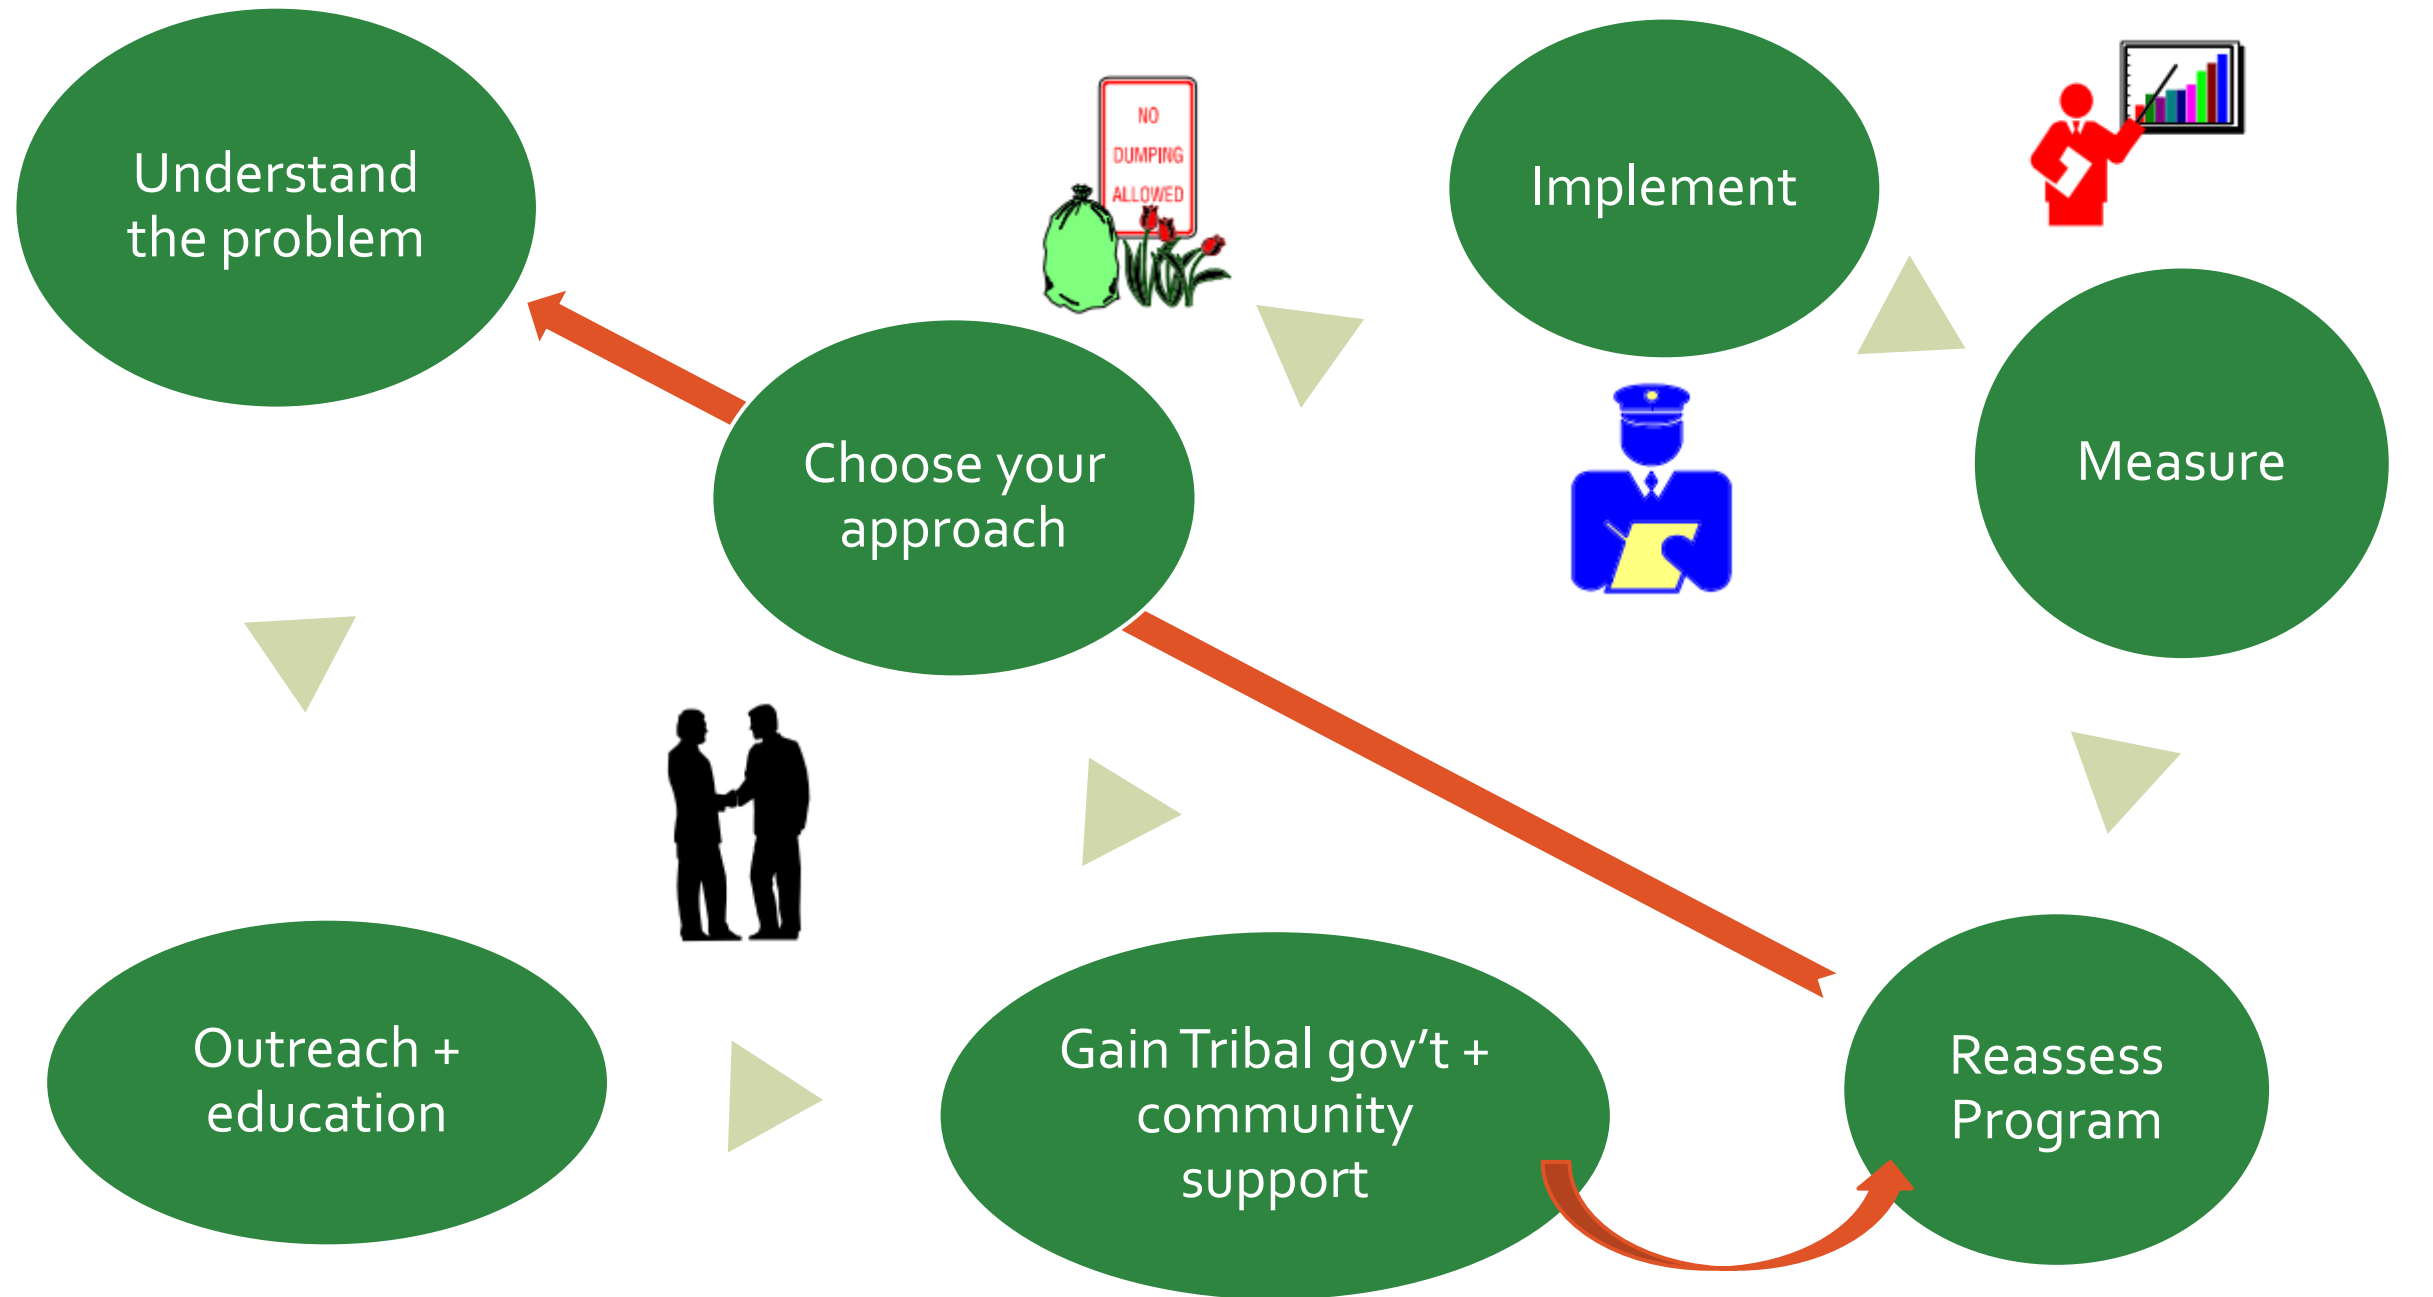 Understand
the problem
NO
DUMPING
ALLOWED
Implement
Choose your
approach
Measure
Outreach +
education
Gain Tribal gov’t +
community
support
Reassess
Program